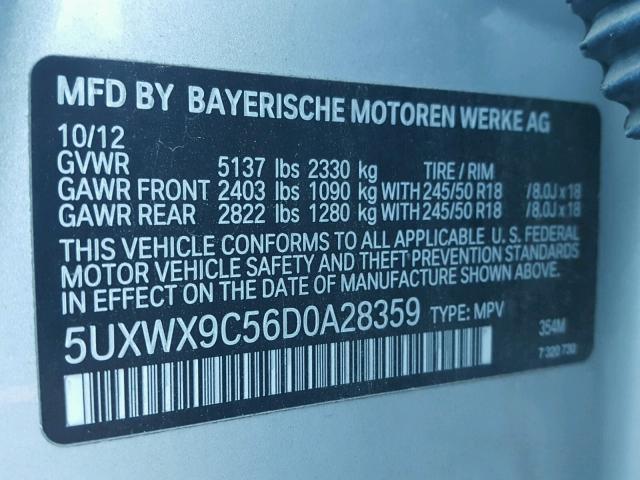 MFD BY BAYERISCHE MOTOREN WERKE AG
10/12
GVWR 5137 lbs 2330 kg TIRE / RIM
GAWR FRONT 2403 lbs 1090 kg WITH 245/50 R18 / 8.0J x 18
GAWR REAR 2822 lbs 1280 kg WITH 245/50 R18 / 8.0J x 18
THIS VEHICLE CONFORMS TO ALL APPLICABLE U. S. FEDERAL
MOTOR VEHICLE SAFETY AND THEFT PREVENTION STANDARDS
IN EFFECT ON THE DATE OF MANUFACTURE SHOWN ABOVE.
5UXWX9C56D0A28359 TYPE: MPV
354M
7 320 730